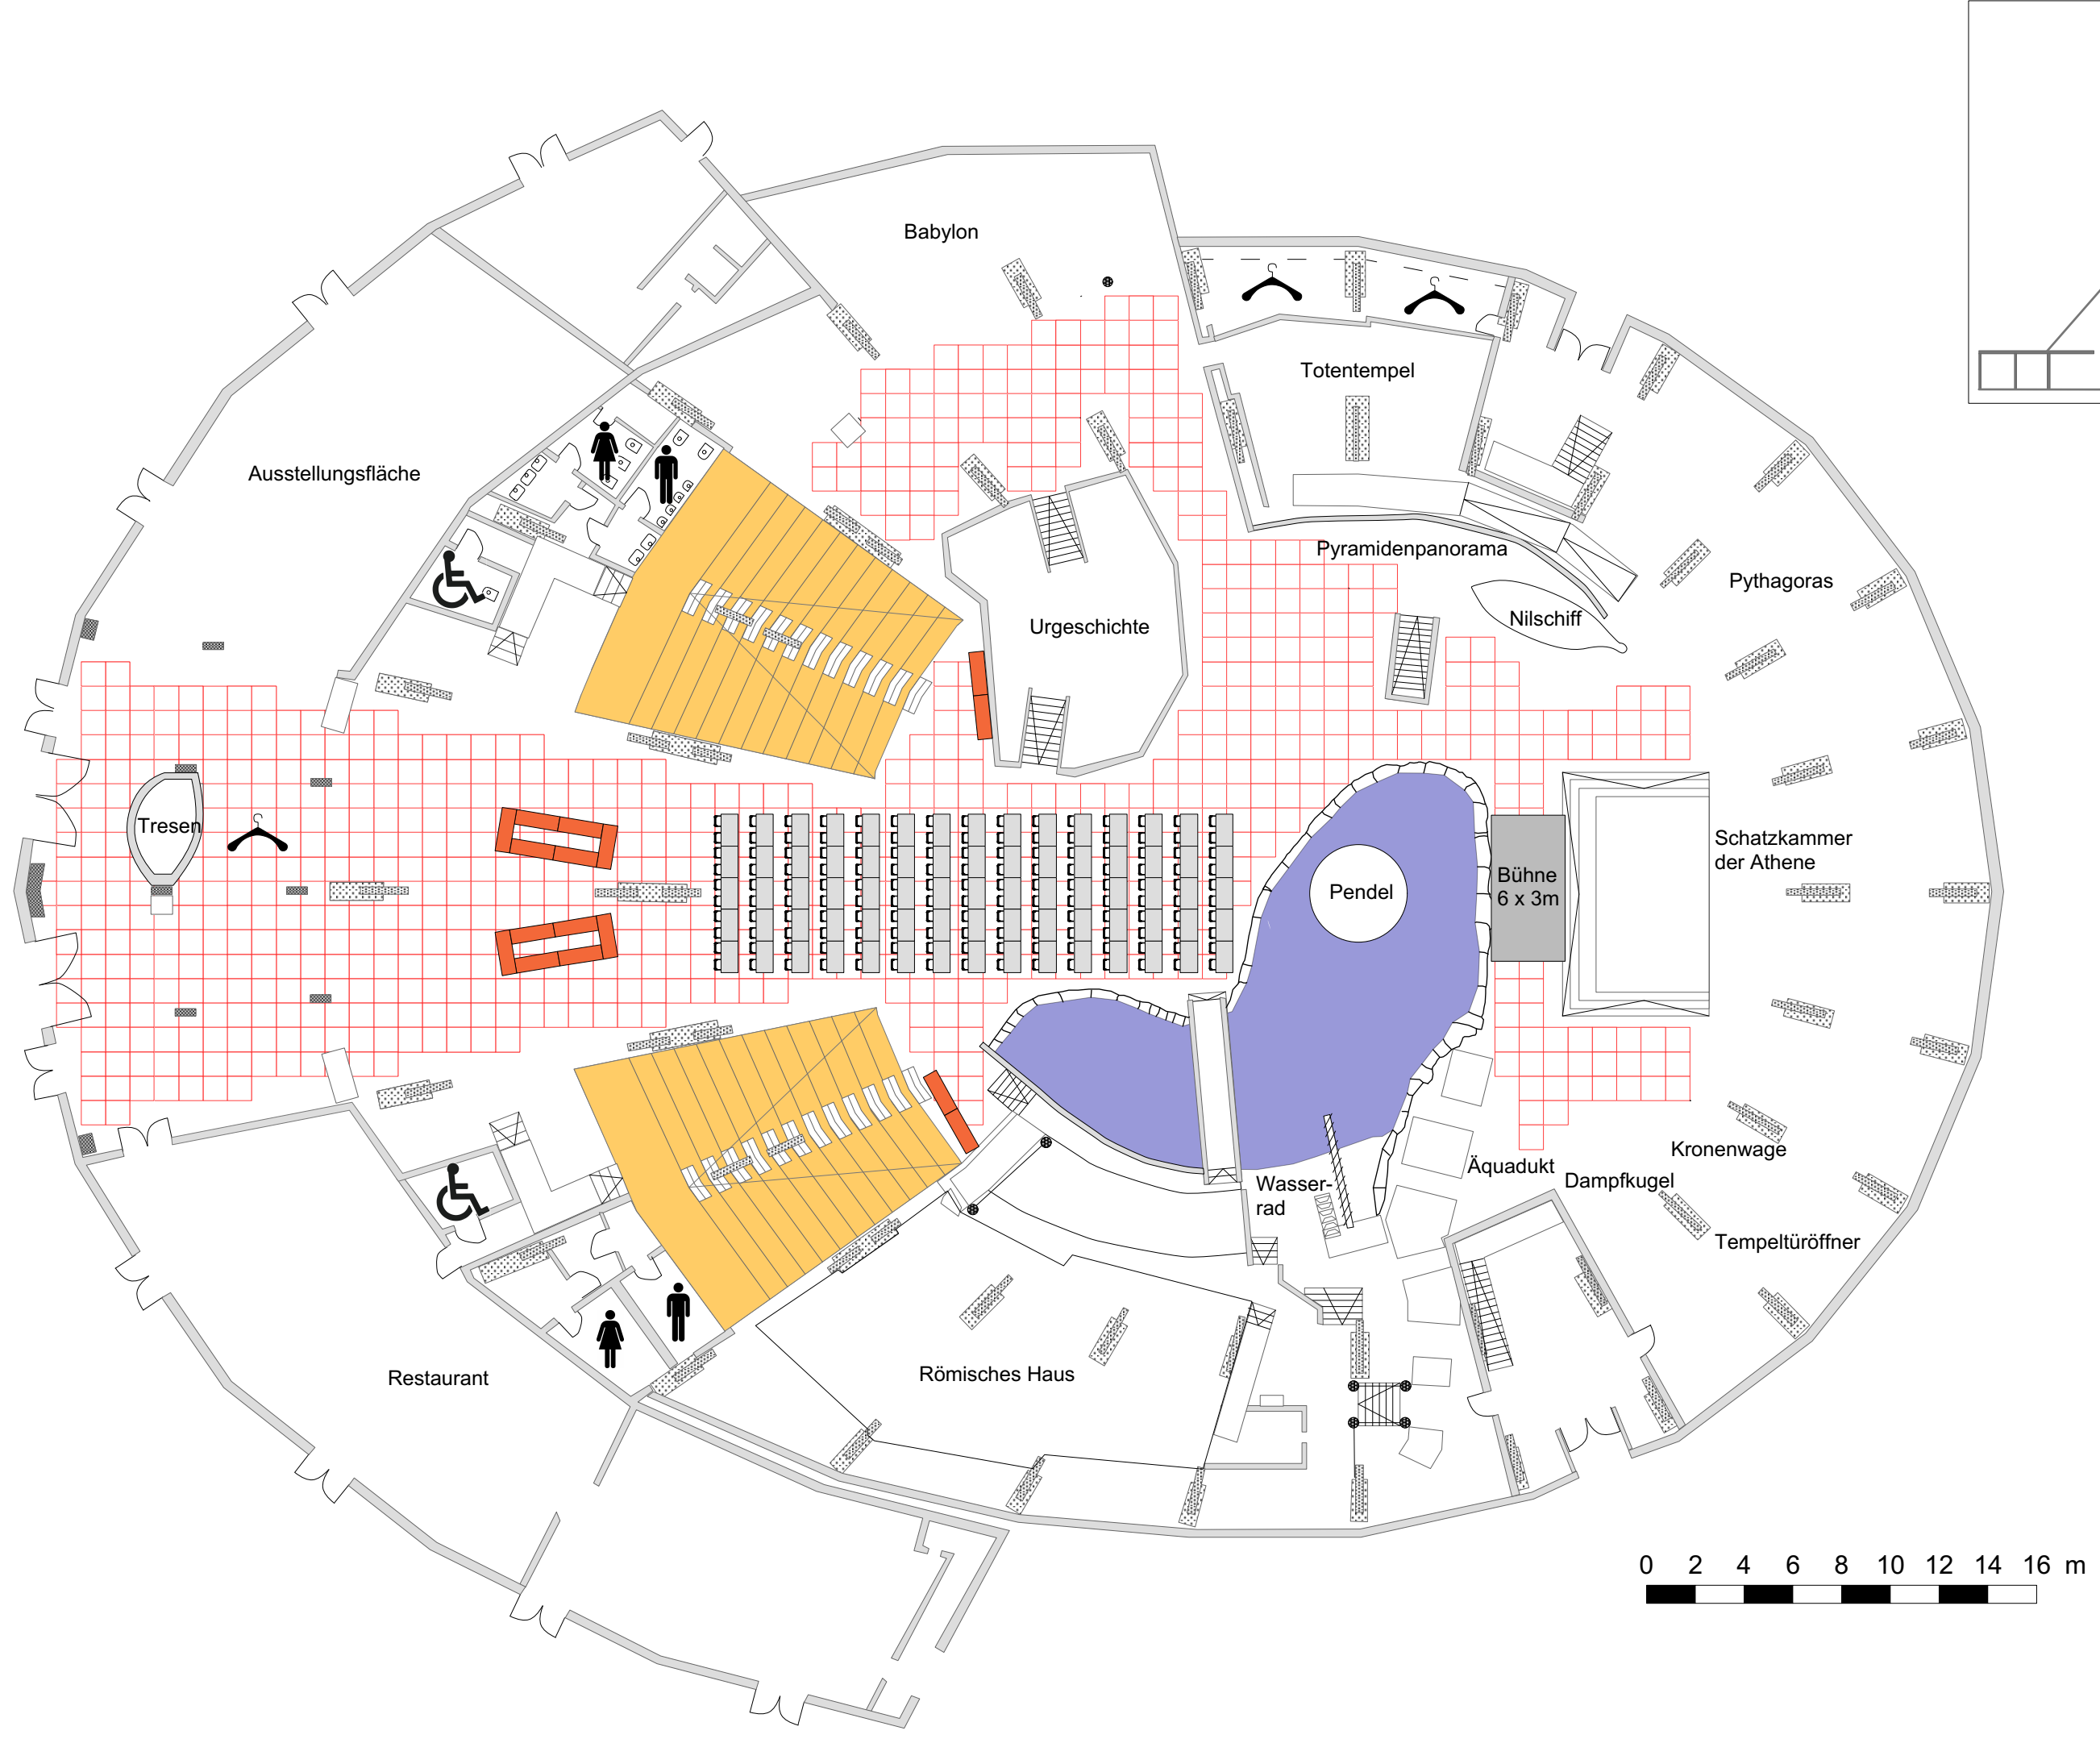 Babylon
Totentempel
Ausstellungsfläche
Pyramidenpanorama
Pythagoras
Nilschiff
Urgeschichte
Tresen
Schatzkammer
der Athene
Bühne
6 x 3m
Pendel
Kronenwage
Äquadukt
Dampfkugel
Wasser-
rad
Tempeltüröffner
Restaurant
Römisches Haus
0 2 4 6 8 10 12 14 16 m